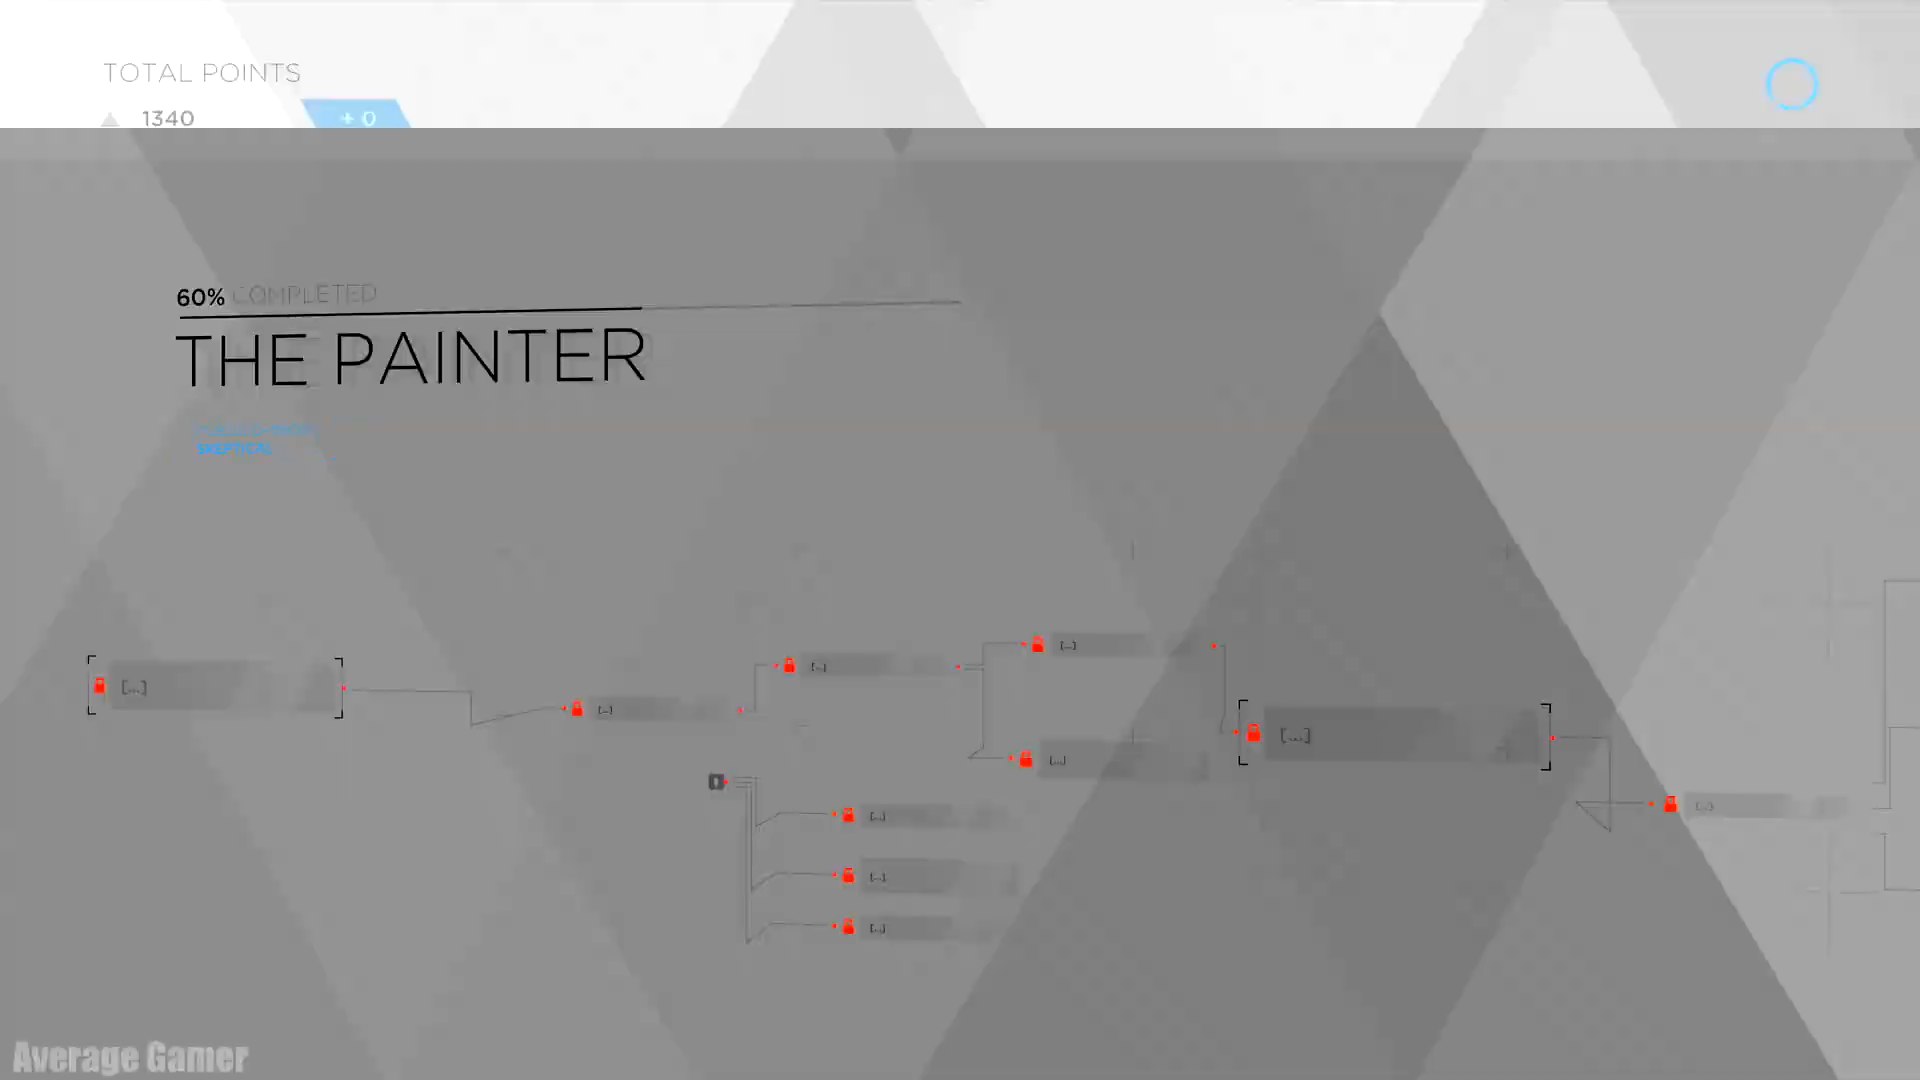 TOTAL POINTS
1340
+ 0
60% COMPLETED
THE PAINTER
SKEPTICAL
[...]
[...]
[...]
[...]
[...]
[...]
[...]
[...]
[...]
[...]
Average Gamer